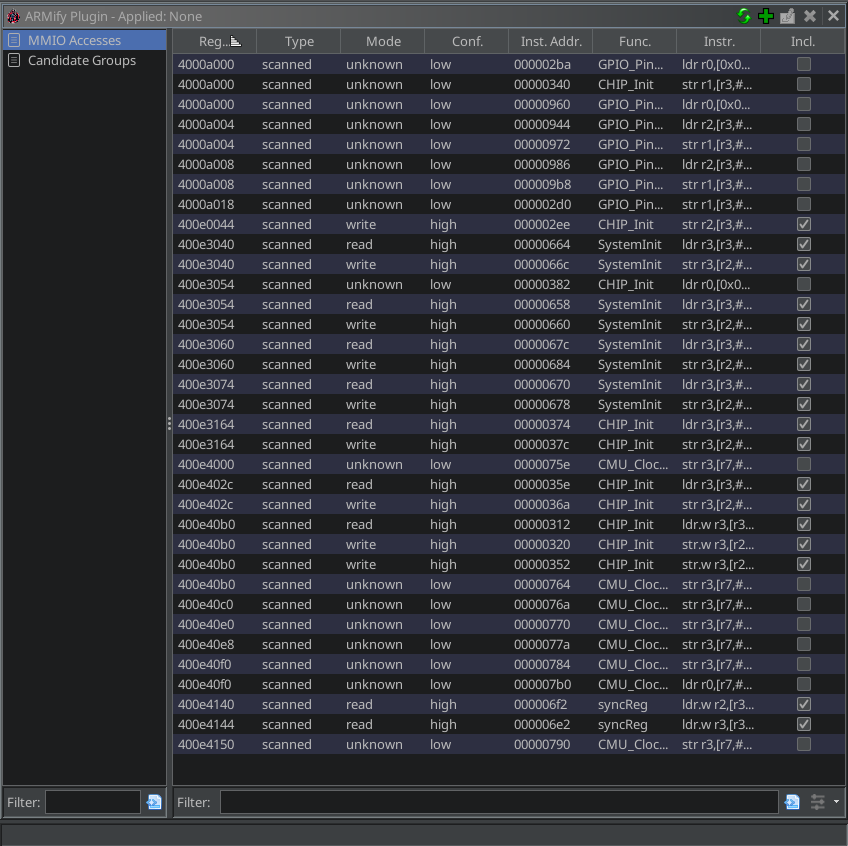 ARMify Plugin - Applied: None
MMIO Accesses
Candidate Groups
Reg... Type Mode Conf. Inst. Addr. Func. Instr. Incl.
4000a000 scanned unknown low 000002ba GPIO_Pin... ldr r0,[0x0...
4000a000 scanned unknown low 00000340 CHIP_Init str r1,[r3,#...
4000a000 scanned unknown low 00000960 GPIO_Pin... ldr r0,[0x0...
4000a004 scanned unknown low 00000944 GPIO_Pin... ldr r2,[r3,#...
4000a004 scanned unknown low 00000972 GPIO_Pin... str r1,[r3,#...
4000a008 scanned unknown low 00000986 GPIO_Pin... ldr r2,[r3,#...
4000a008 scanned unknown low 000009b8 GPIO_Pin... str r1,[r3,#...
4000a018 scanned unknown low 000002d0 GPIO_Pin... str r1,[r3,#...
400e0044 scanned write high 000002ee CHIP_Init str r2,[r3,#...
400e3040 scanned read high 00000664 SystemInit ldr r3,[r3,#...
400e3040 scanned write high 0000066c SystemInit str r3,[r2,#...
400e3054 scanned unknown low 00000382 CHIP_Init ldr r0,[0x0...
400e3054 scanned read high 00000658 SystemInit ldr r3,[r3,#...
400e3054 scanned write high 00000660 SystemInit str r3,[r2,#...
400e3060 scanned read high 0000067c SystemInit ldr r3,[r3,#...
400e3060 scanned write high 00000684 SystemInit str r3,[r2,#...
400e3074 scanned read high 00000670 SystemInit ldr r3,[r3,#...
400e3074 scanned write high 00000678 SystemInit str r3,[r2,#...
400e3164 scanned read high 00000374 CHIP_Init ldr r3,[r3,#...
400e3164 scanned write high 0000037c CHIP_Init str r3,[r2,#...
400e4000 scanned unknown low 0000075e CMU_Cloc... str r3,[r7,#...
400e402c scanned read high 0000035e CHIP_Init ldr r3,[r3,#...
400e402c scanned write high 0000036a CHIP_Init str r3,[r2,#...
400e40b0 scanned read high 00000312 CHIP_Init ldr.w r3,[r3...
400e40b0 scanned write high 00000320 CHIP_Init str.w r3,[r2...
400e40b0 scanned write high 00000352 CHIP_Init str.w r3,[r2...
400e40b0 scanned unknown low 00000764 CMU_Cloc... str r3,[r7,#...
400e40c0 scanned unknown low 0000076a CMU_Cloc... str r3,[r7,#...
400e40e0 scanned unknown low 00000770 CMU_Cloc... str r3,[r7,#...
400e40e8 scanned unknown low 0000077a CMU_Cloc... str r3,[r7,#...
400e40f0 scanned unknown low 00000784 CMU_Cloc... str r3,[r7,#...
400e40f0 scanned unknown low 000007b0 CMU_Cloc... ldr r0,[r7,#...
400e4140 scanned read high 000006f2 syncReg ldr.w r2,[r3...
400e4144 scanned read high 000006e2 syncReg ldr.w r3,[r3...
400e4150 scanned unknown low 00000790 CMU_Cloc... str r3,[r7,#...
Filter: Filter: